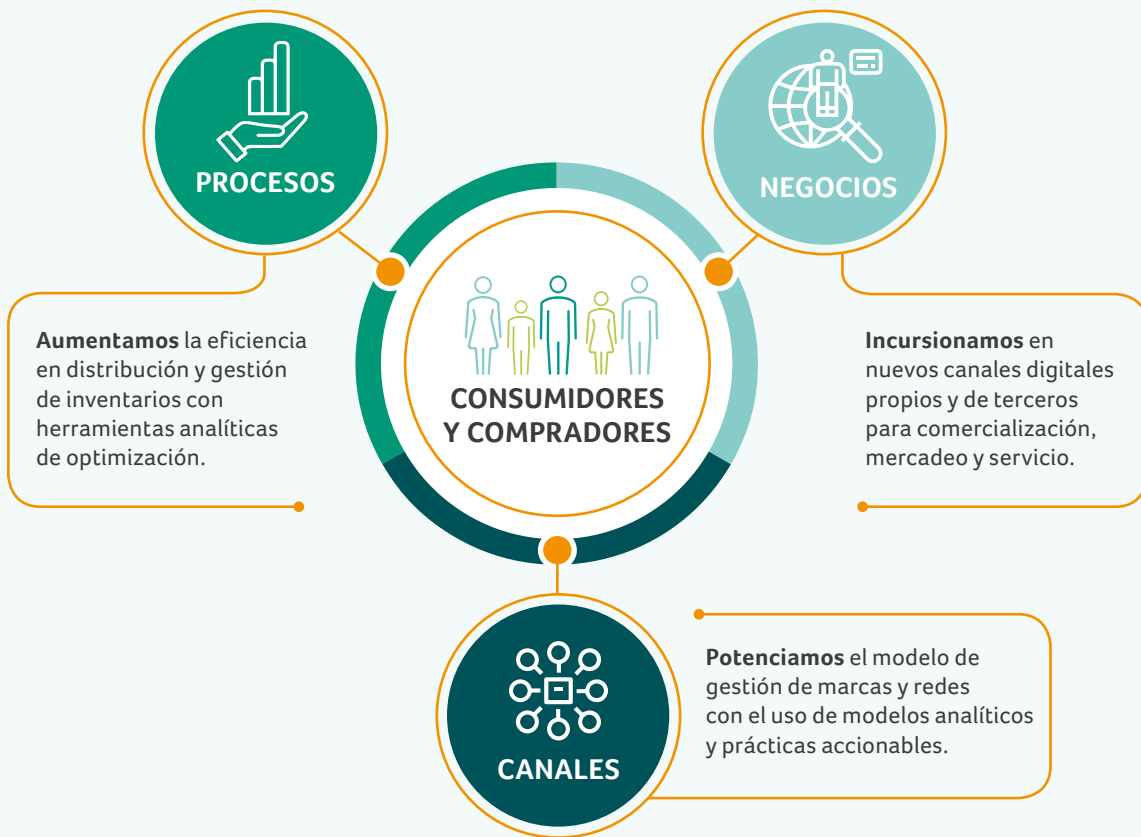 PROCESOS
NEGOCIOS
CONSUMIDORES
Y COMPRADORES
Aumentamos la eficiencia
en distribución y gestión
de inventarios con
herramientas analíticas
de optimización.
Incursionamos en
nuevos canales digitales
propios y de terceros
para comercialización,
mercadeo y servicio.
CANALES
Potenciamos el modelo de
gestión de marcas y redes
con el uso de modelos analíticos
y prácticas accionables.